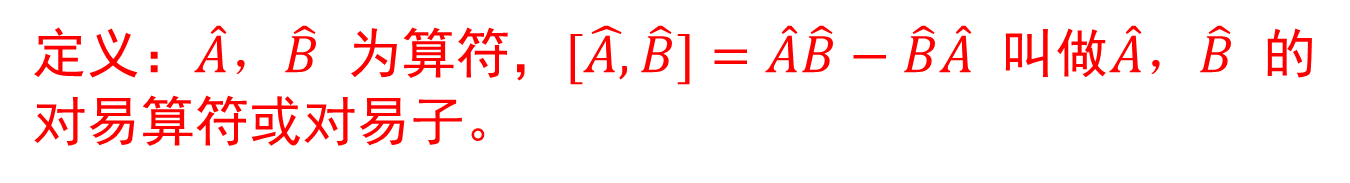 定义：Â，B̂ 为算符，[Â, B̂] = ÂB̂ − B̂Â 叫做Â，B̂ 的
对易算符或对易子。